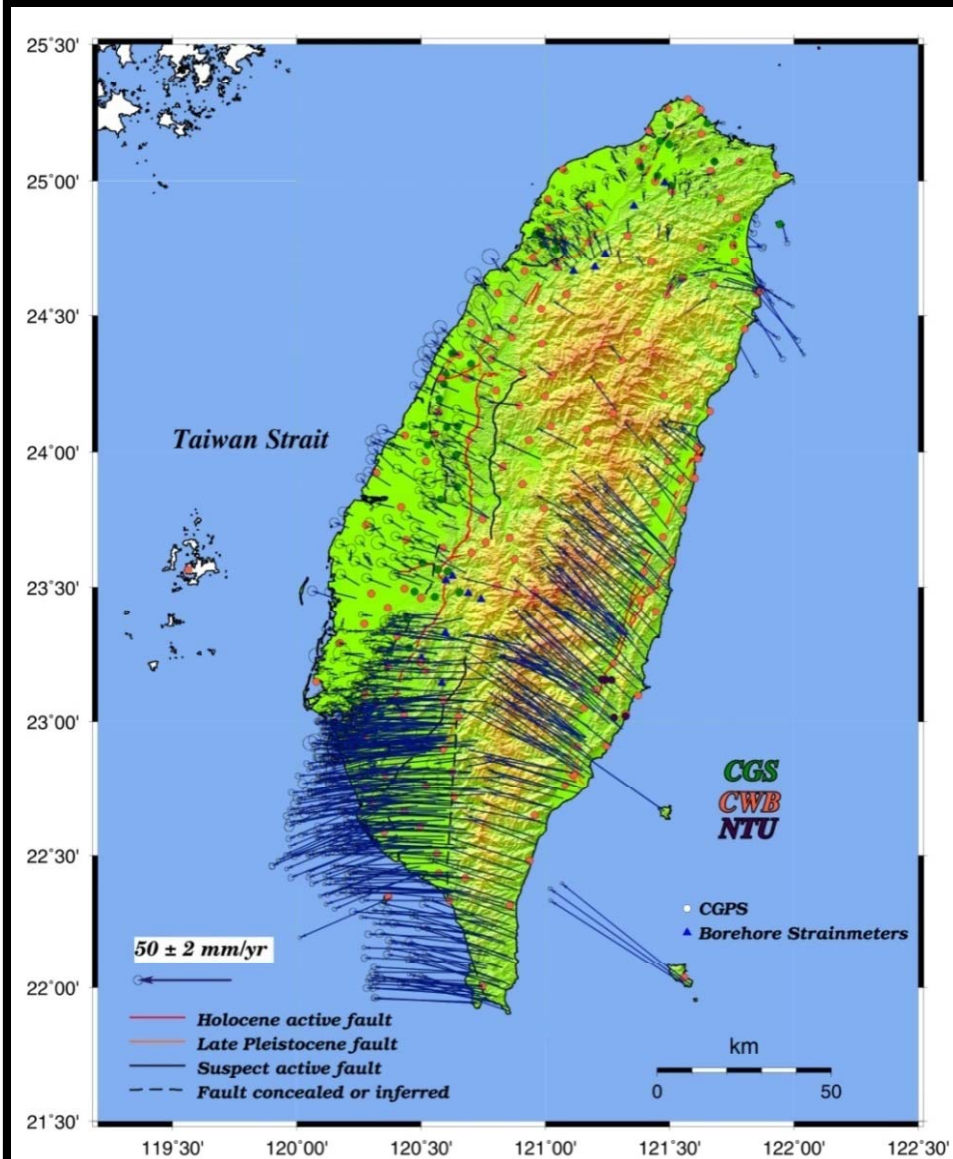 25˚30'
25˚00'
24˚30'
24˚00'
23˚30'
23˚00'
22˚30'
22˚00'
21˚30'
Taiwan Strait
CGS
CWB
NTU
CGPS
Borehore Strainmeters
50 ± 2 mm/yr
Holocene active fault
Late Pleistocene fault
Suspect active fault
Fault concealed or inferred
km
0 50
119˚30' 120˚00' 120˚30' 121˚00' 121˚30' 122˚00' 122˚30'